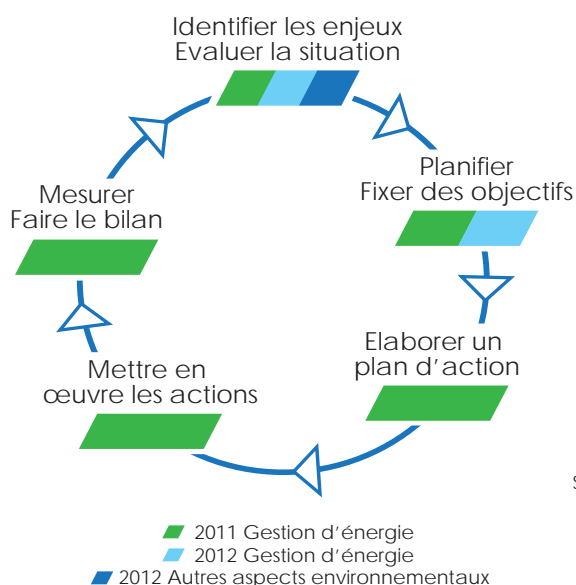 Identifier les enjeux
Evaluer la situation
Planifier
Fixer des objectifs
Elaborer un
plan d’action
Mettre en
œuvre les actions
Mesurer
Faire le bilan
s
2011 Gestion d’énergie
2012 Gestion d’énergie
2012 Autres aspects environnementaux